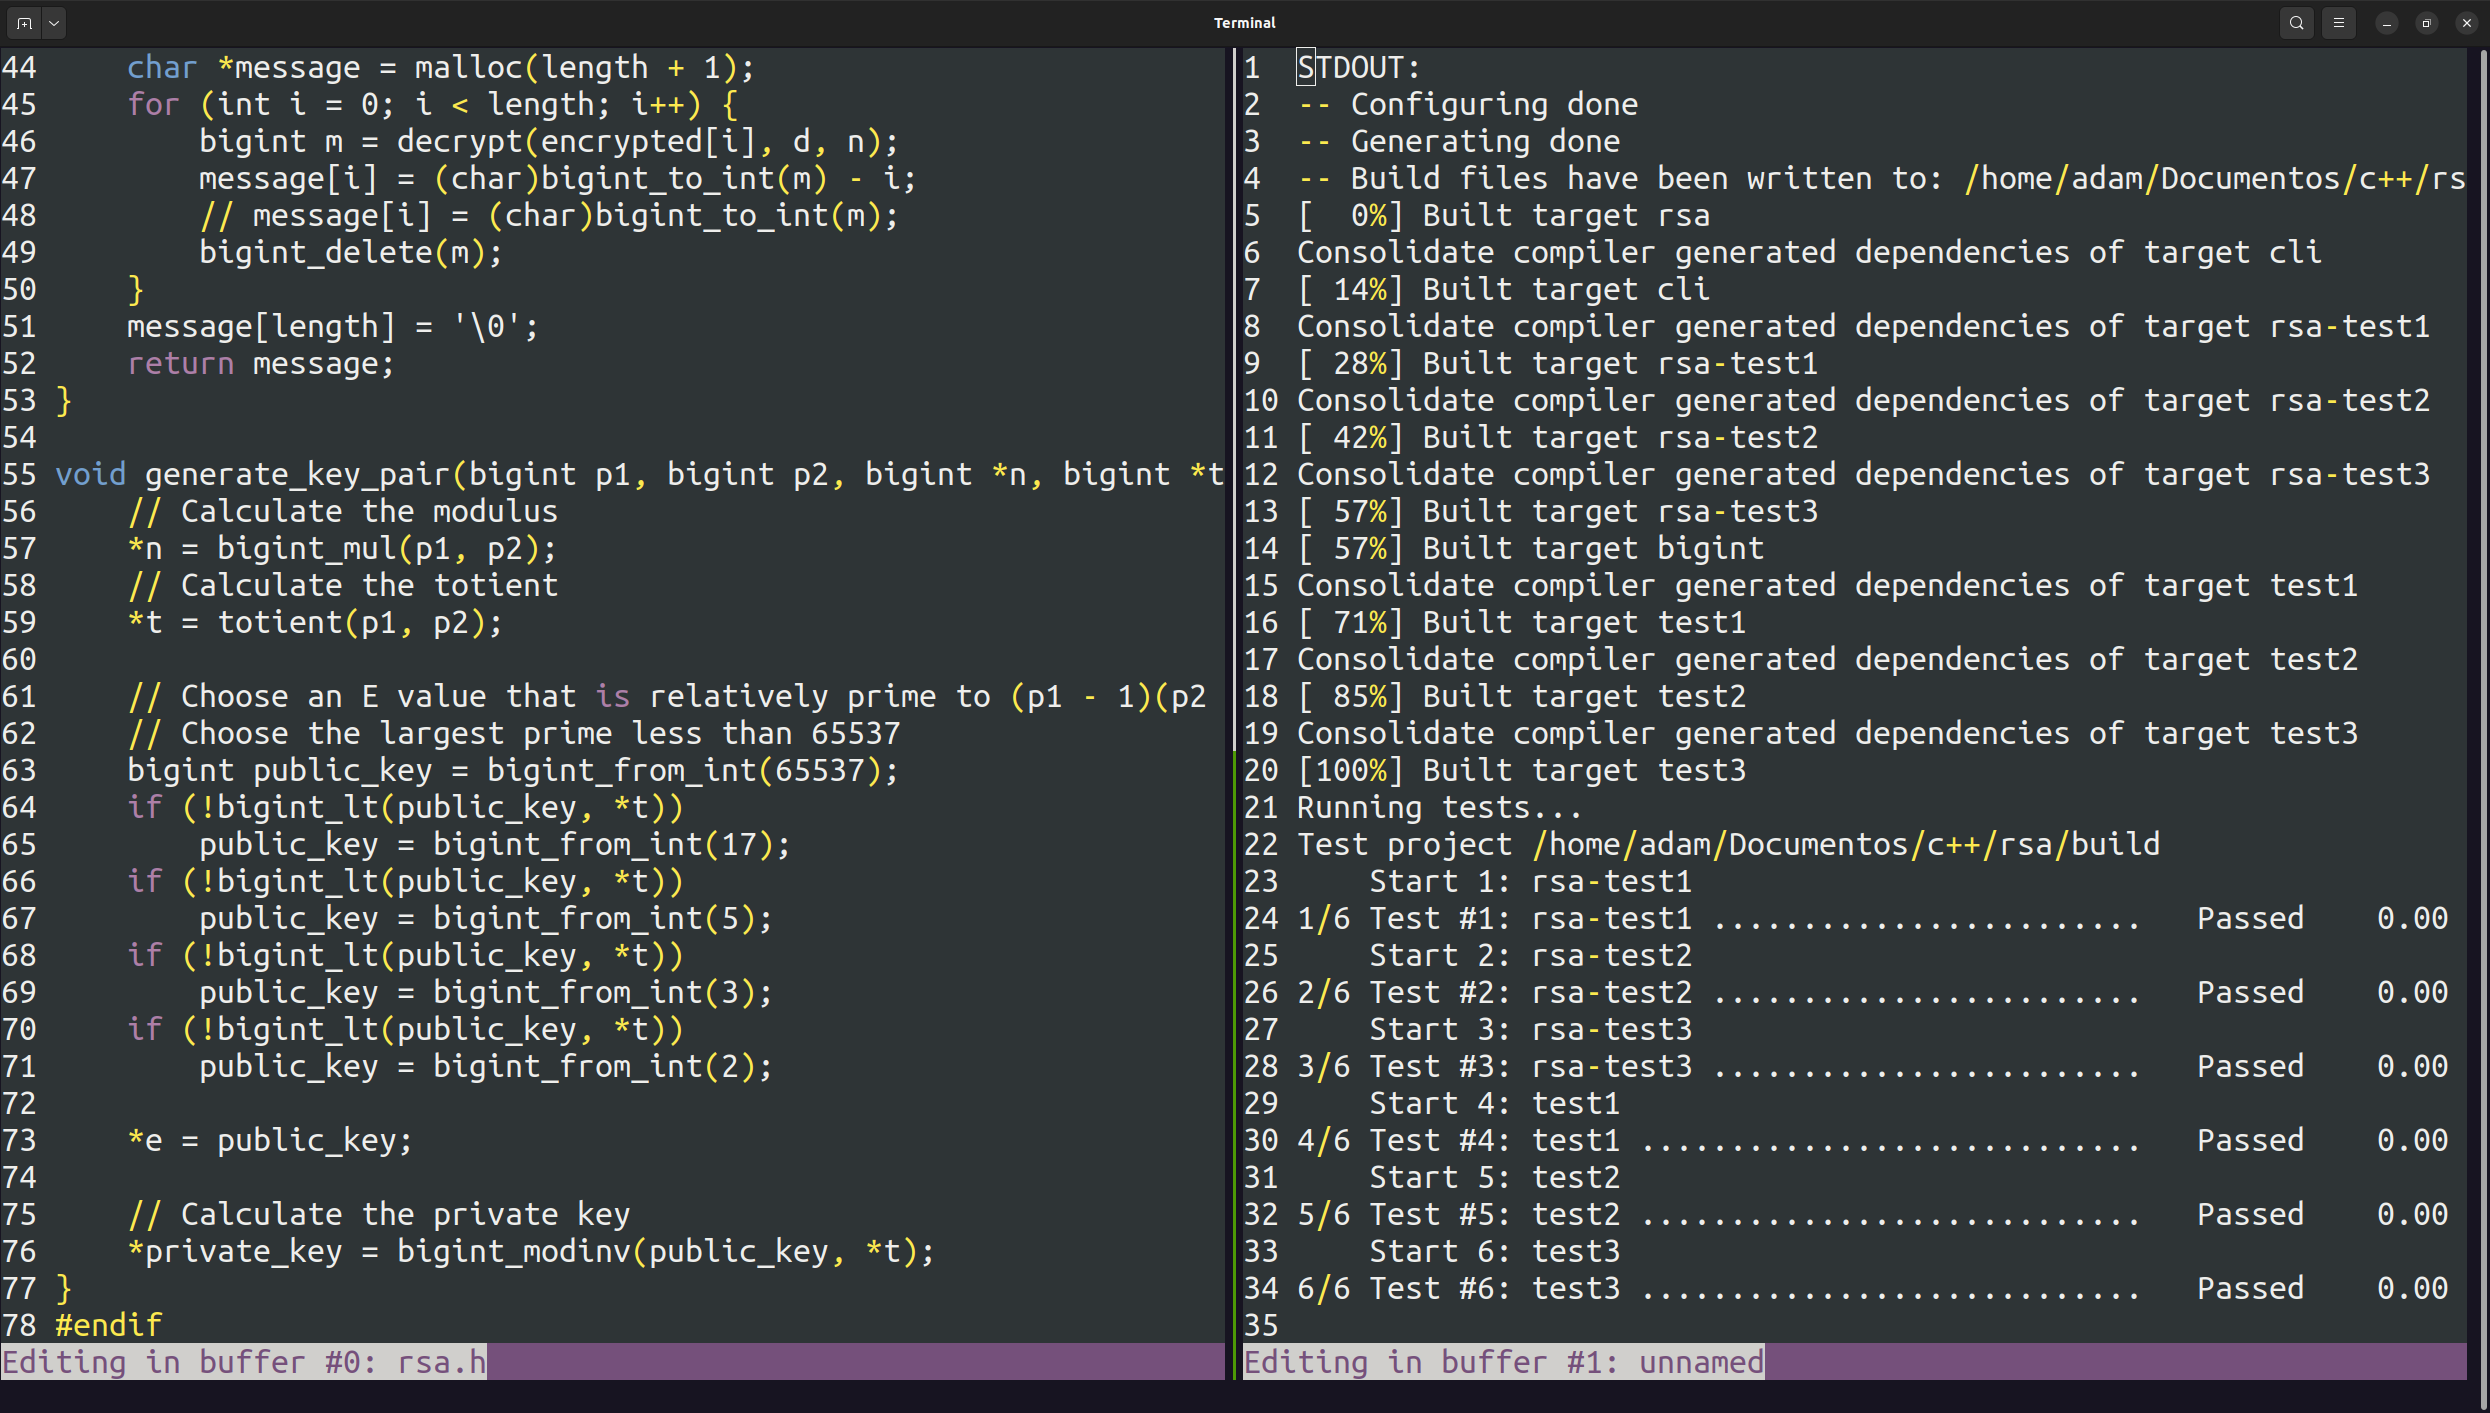 Terminal
44     char *message = malloc(length + 1);
45     for (int i = 0; i < length; i++) {
46         bigint m = decrypt(encrypted[i], d, n);
47         message[i] = (char)bigint_to_int(m) - i;
48         // message[i] = (char)bigint_to_int(m);
49         bigint_delete(m);
50     }
51     message[length] = '\0';
52     return message;
53 }
54
55 void generate_key_pair(bigint p1, bigint p2, bigint *n, bigint *t
56     // Calculate the modulus
57     *n = bigint_mul(p1, p2);
58     // Calculate the totient
59     *t = totient(p1, p2);
60
61     // Choose an E value that is relatively prime to (p1 - 1)(p2
62     // Choose the largest prime less than 65537
63     bigint public_key = bigint_from_int(65537);
64     if (!bigint_lt(public_key, *t))
65         public_key = bigint_from_int(17);
66     if (!bigint_lt(public_key, *t))
67         public_key = bigint_from_int(5);
68     if (!bigint_lt(public_key, *t))
69         public_key = bigint_from_int(3);
70     if (!bigint_lt(public_key, *t))
71         public_key = bigint_from_int(2);
72
73     *e = public_key;
74
75     // Calculate the private key
76     *private_key = bigint_modinv(public_key, *t);
77 }
78 #endif
Editing in buffer #0: rsa.h
1  STDOUT:
2  -- Configuring done
3  -- Generating done
4  -- Build files have been written to: /home/adam/Documentos/c++/rs
5  [  0%] Built target rsa
6  Consolidate compiler generated dependencies of target cli
7  [ 14%] Built target cli
8  Consolidate compiler generated dependencies of target rsa-test1
9  [ 28%] Built target rsa-test1
10 Consolidate compiler generated dependencies of target rsa-test2
11 [ 42%] Built target rsa-test2
12 Consolidate compiler generated dependencies of target rsa-test3
13 [ 57%] Built target rsa-test3
14 [ 57%] Built target bigint
15 Consolidate compiler generated dependencies of target test1
16 [ 71%] Built target test1
17 Consolidate compiler generated dependencies of target test2
18 [ 85%] Built target test2
19 Consolidate compiler generated dependencies of target test3
20 [100%] Built target test3
21 Running tests...
22 Test project /home/adam/Documentos/c++/rsa/build
23     Start 1: rsa-test1
24 1/6 Test #1: rsa-test1 ........................   Passed    0.00
25     Start 2: rsa-test2
26 2/6 Test #2: rsa-test2 ........................   Passed    0.00
27     Start 3: rsa-test3
28 3/6 Test #3: rsa-test3 ........................   Passed    0.00
29     Start 4: test1
30 4/6 Test #4: test1 ............................   Passed    0.00
31     Start 5: test2
32 5/6 Test #5: test2 ............................   Passed    0.00
33     Start 6: test3
34 6/6 Test #6: test3 ............................   Passed    0.00
35
Editing in buffer #1: unnamed